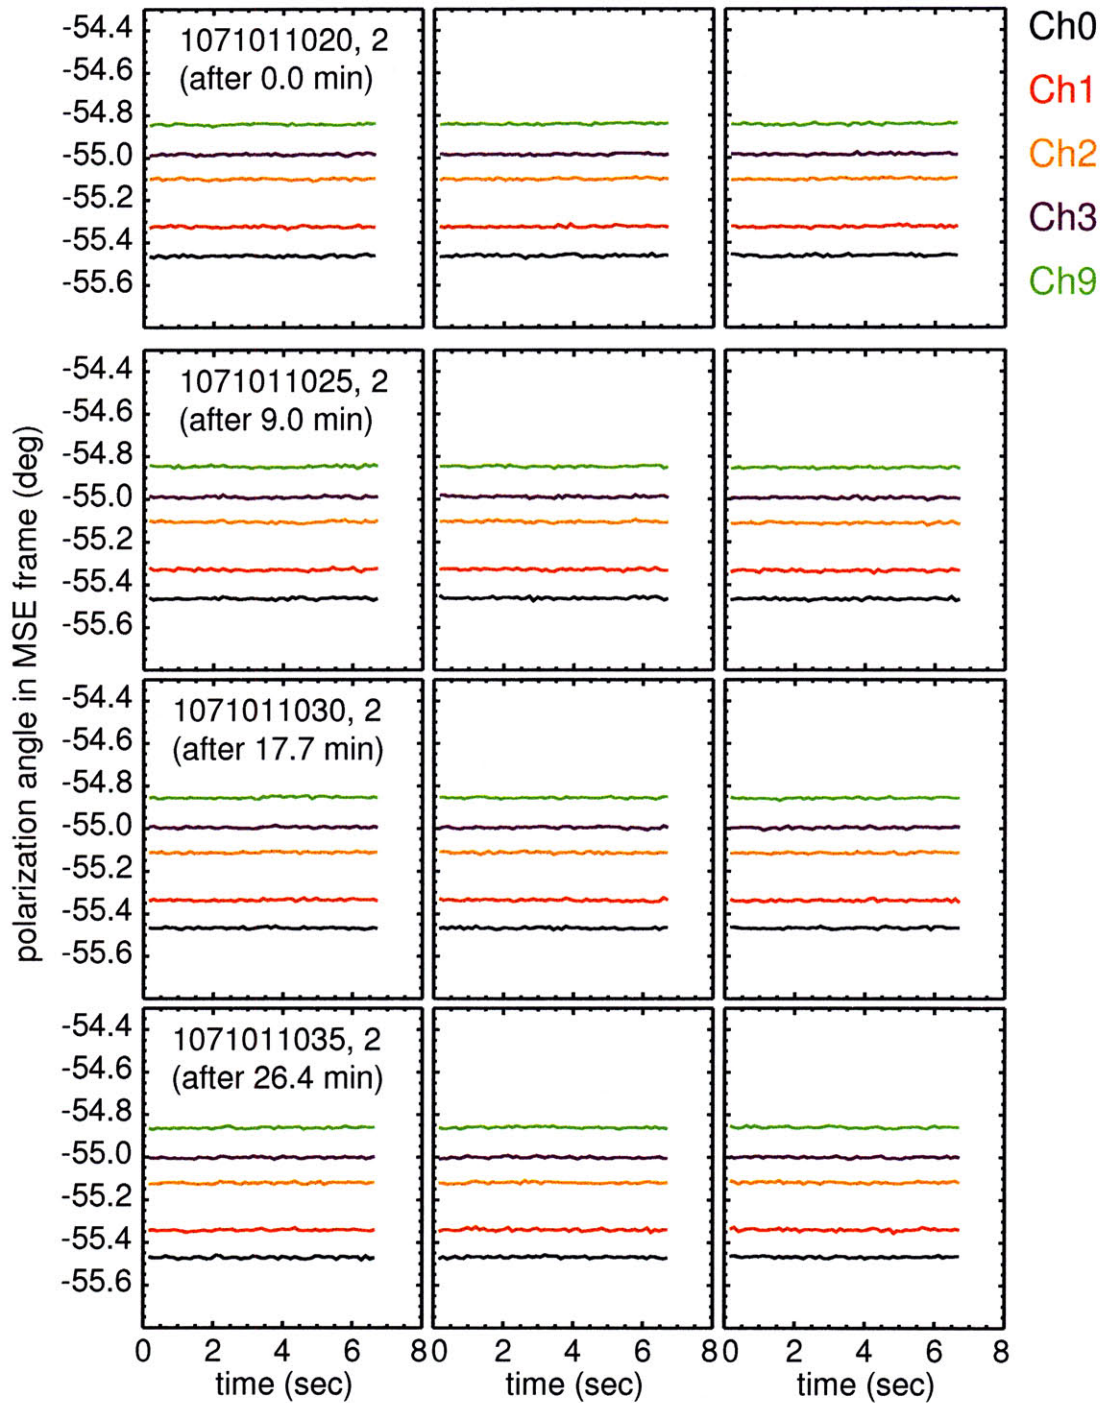 -54.4
-54.6
-54.8
-55.0
-55.2
-55.4
-55.6
1071011020, 2
(after 0.0 min)
Ch0
Ch1
Ch2
Ch3
Ch9
-54.4
-54.6
-54.8
-55.0
-55.2
-55.4
-55.6
1071011025, 2
(after 9.0 min)
polarization angle in MSE frame (deg)
-54.4
-54.6
-54.8
-55.0
-55.2
-55.4
-55.6
1071011030, 2
(after 17.7 min)
-54.4
-54.6
-54.8
-55.0
-55.2
-55.4
-55.6
1071011035, 2
(after 26.4 min)
0 2 4 6 8 2 4 6 8 0 2 4 6 8
time (sec) time (sec) time (sec)